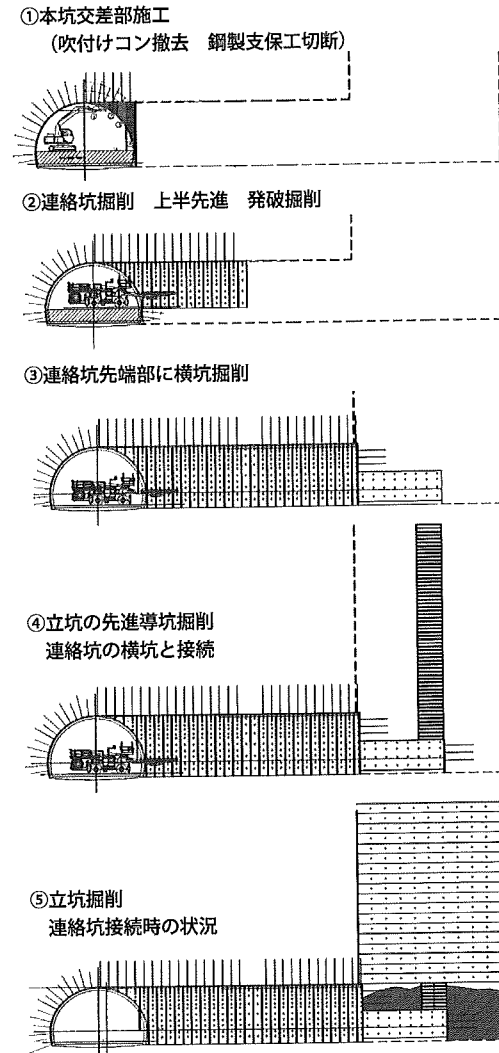 ①本坑交差部施工
（吹付けコン撤去　鋼製支保工切断）
②連絡坑掘削　上半先進　発破掘削
③連絡坑先端部に横坑掘削
④立坑の先進導坑掘削
連絡坑の横坑と接続
⑤立坑掘削
連絡坑接続時の状況